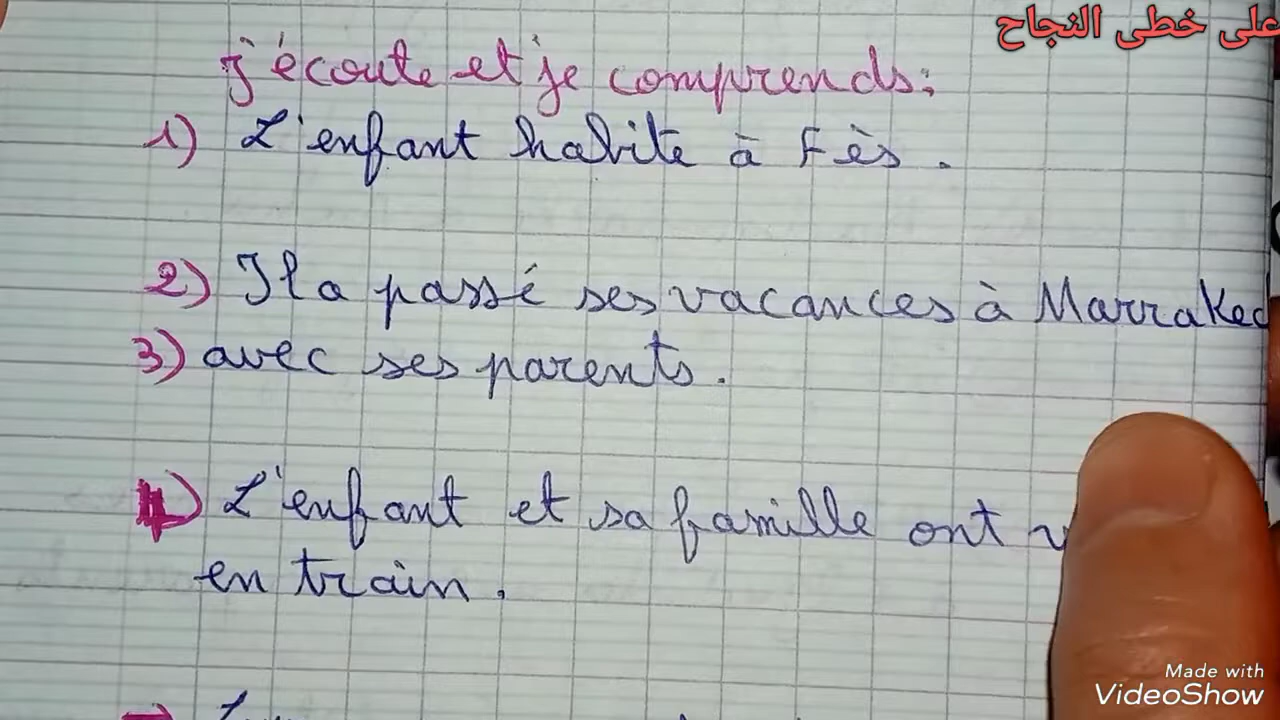 على خطى النجاح
j'écoute et je comprends:
1) L'enfant habite à Fès.
2) Il a passé ses vacances à Marrakec
3) avec ses parents.
4) L'enfant et sa famille ont
en train.
Made with
VideoShow